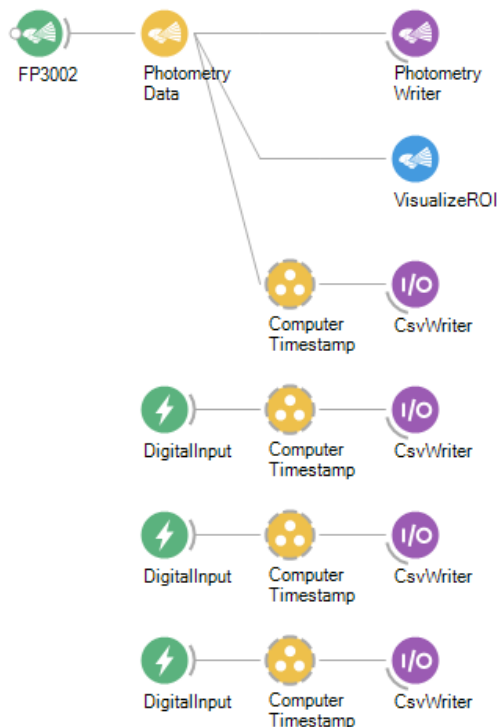 FP3002
Photometry
Data
Photometry
Writer
VisualizeROI
Computer
Timestamp
I/O
CsvWriter
DigitalInput
Computer
Timestamp
I/O
CsvWriter
DigitalInput
Computer
Timestamp
I/O
CsvWriter
DigitalInput
Computer
Timestamp
I/O
CsvWriter